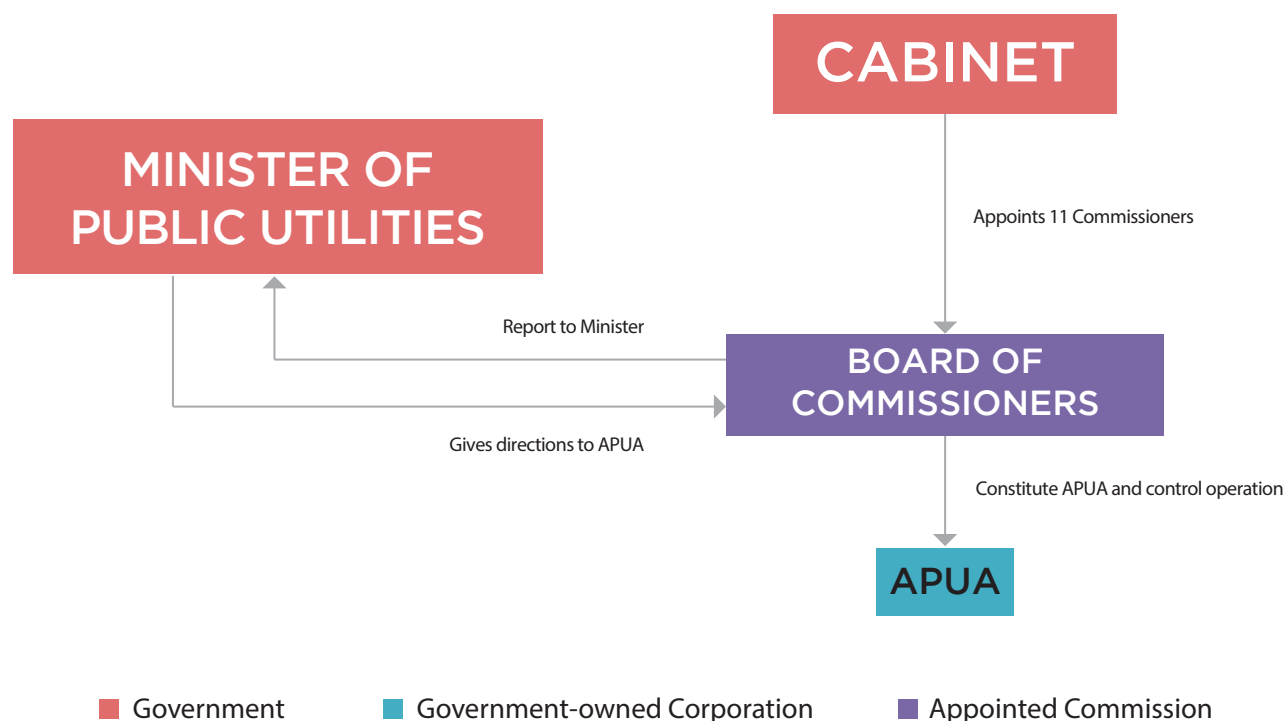 CABINET
MINISTER OF
PUBLIC UTILITIES
Appoints 11 Commissioners
Report to Minister
BOARD OF
COMMISSIONERS
Gives directions to APUA
Constitute APUA and control operation
APUA
Government
Government-owned Corporation
Appointed Commission